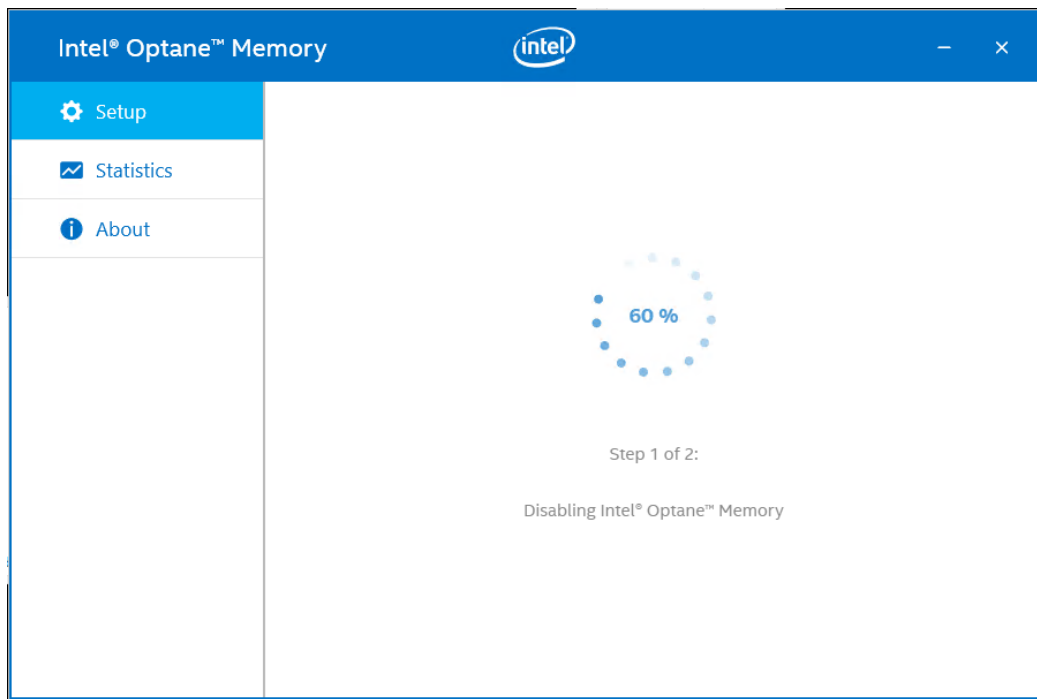 Intel® Optane™ Memory
intel
Setup
Statistics
About
60 %
Step 1 of 2:
Disabling Intel® Optane™ Memory